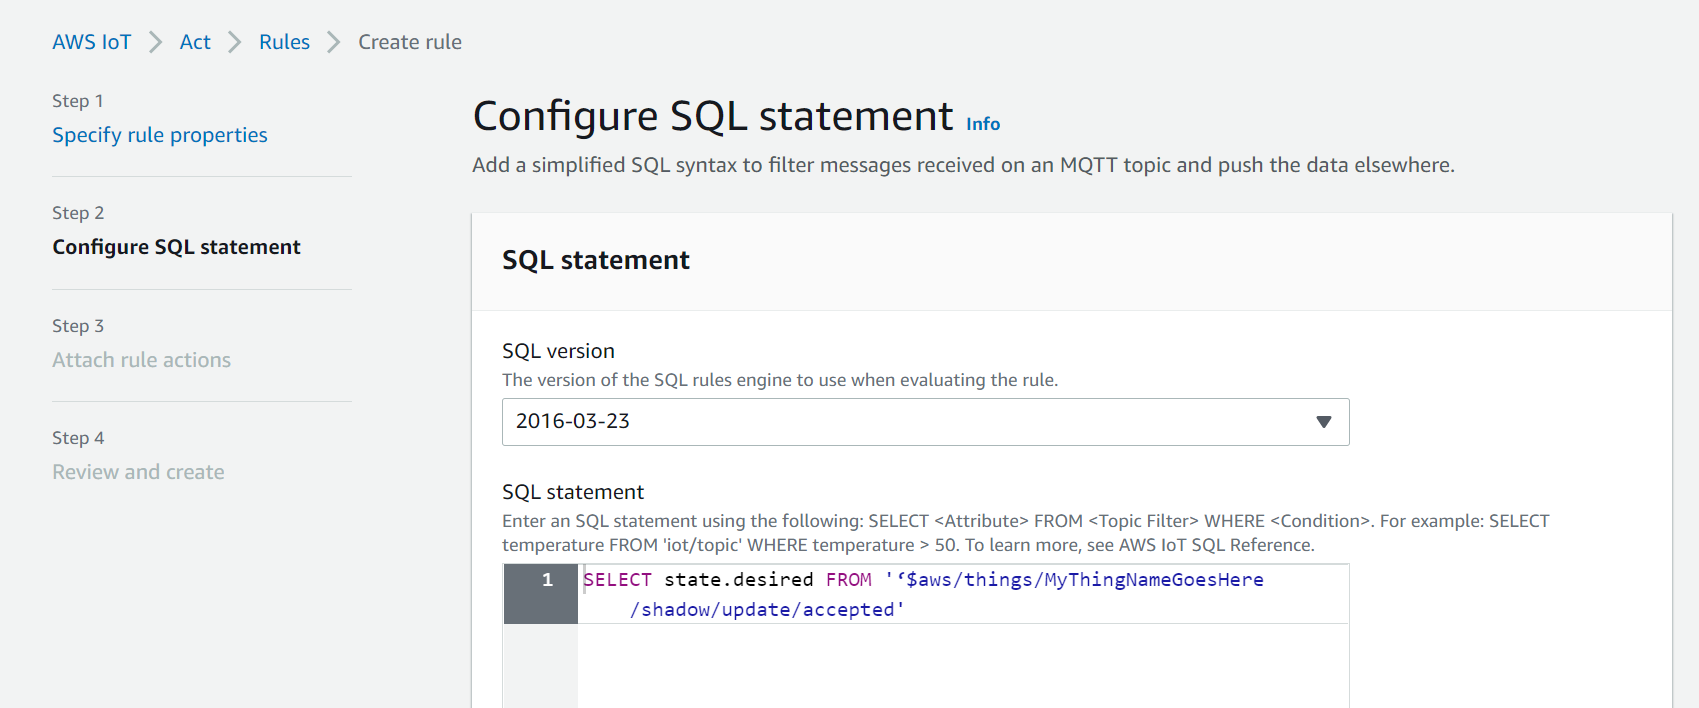 AWS IoT > Act > Rules > Create rule
Step 1
Specify rule properties
Step 2
Configure SQL statement
Step 3
Attach rule actions
Step 4
Review and create
Configure SQL statement Info
Add a simplified SQL syntax to filter messages received on an MQTT topic and push the data elsewhere.
SQL statement
SQL version
The version of the SQL rules engine to use when evaluating the rule.
2016-03-23
SQL statement
Enter an SQL statement using the following: SELECT <Attribute> FROM <Topic Filter> WHERE <Condition>. For example: SELECT
temperature FROM 'iot/topic' WHERE temperature > 50. To learn more, see AWS IoT SQL Reference.
1 SELECT state.desired FROM '‘$aws/things/MyThingNameGoesHere
/shadow/update/accepted'